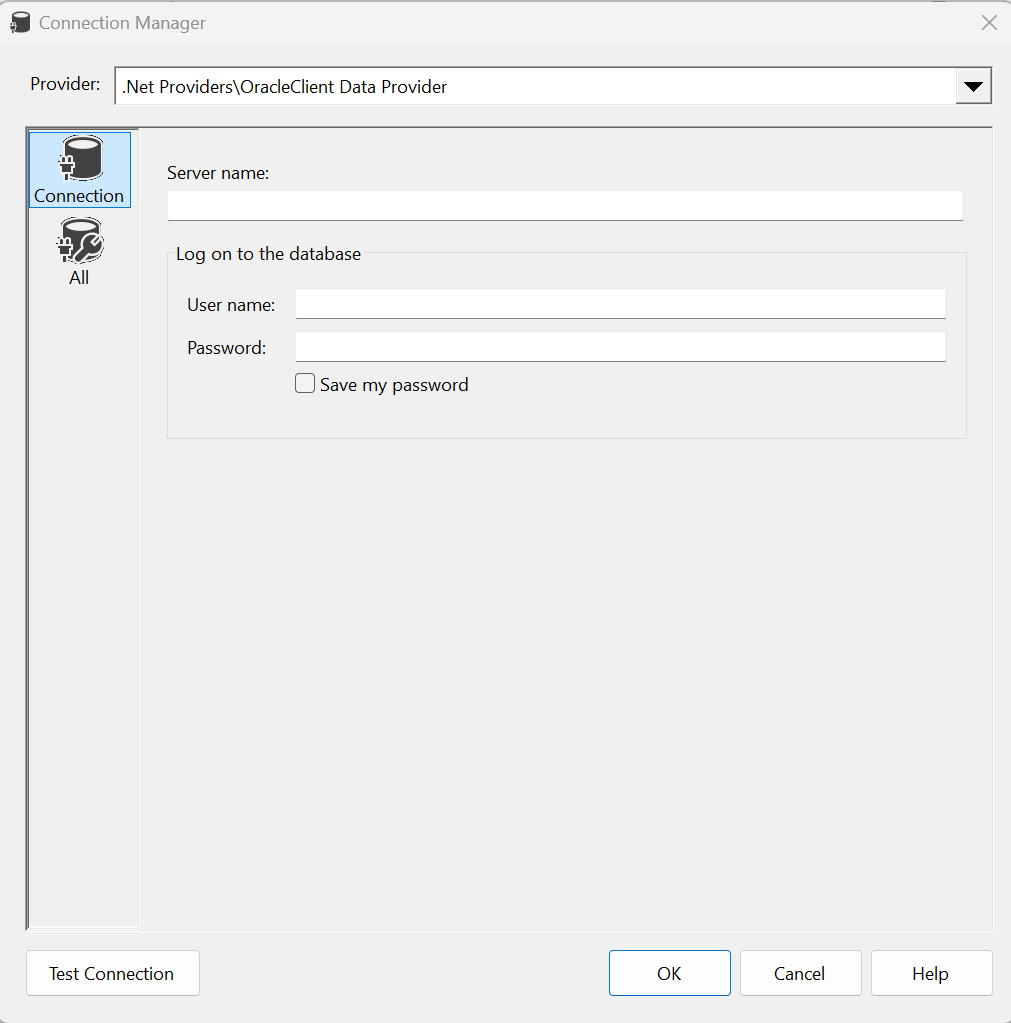 Connection Manager
Provider: .Net Providers\OracleClient Data Provider
Connection
All
Server name:
Log on to the database
User name:
Password:
Save my password
Test Connection OK Cancel Help